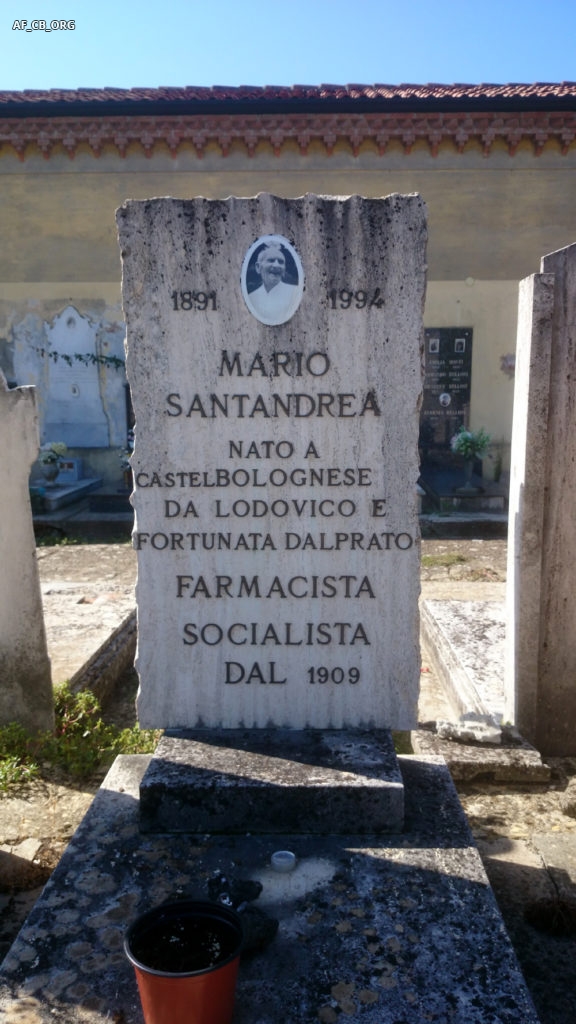 AF_CB_ORG
1891 1994
MARIO
SANTANDREA
NATO A
CASTELBOLOGNESE
DA LODOVICO E
FORTUNATA DALPRATO
FARMACISTA
SOCIALISTA
DAL 1909